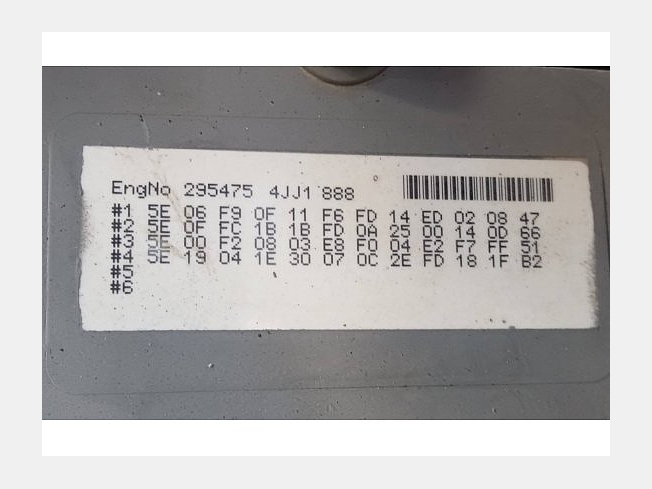 EngNo 295475 4JJ1 888
#1 5E 06 F9 0F 11 F6 FD 14 ED 02 08 47
#2 5E 0F FC 1B 1B FD 0A 25 00 14 0D 66
#3 5E 00 F2 08 03 E8 F0 04 E2 F7 FF 51
#4 5E 19 04 1E 30 07 0C 2E FD 18 1F B2
#5
#6